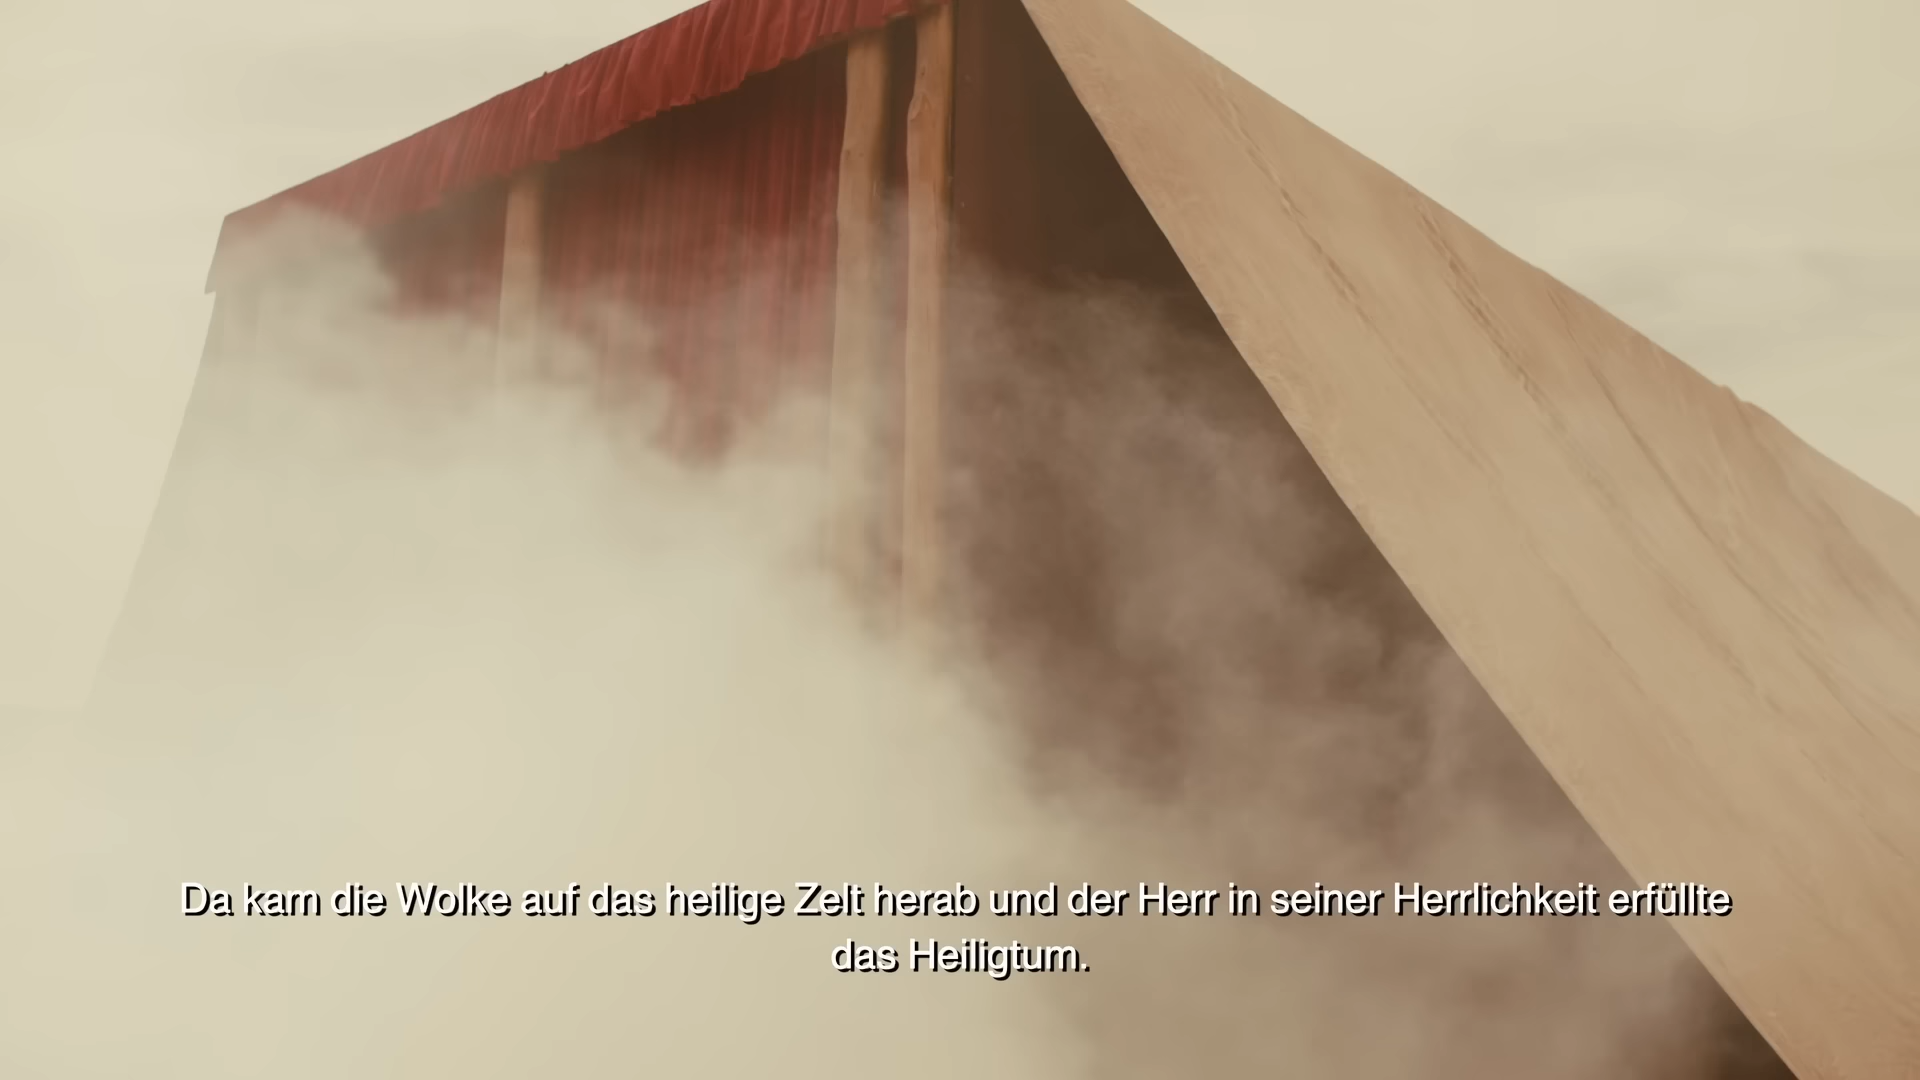 Da kam die Wolke auf das heilige Zelt herab und der Herr in seiner Herrlichkeit erfüllte
das Heiligtum.